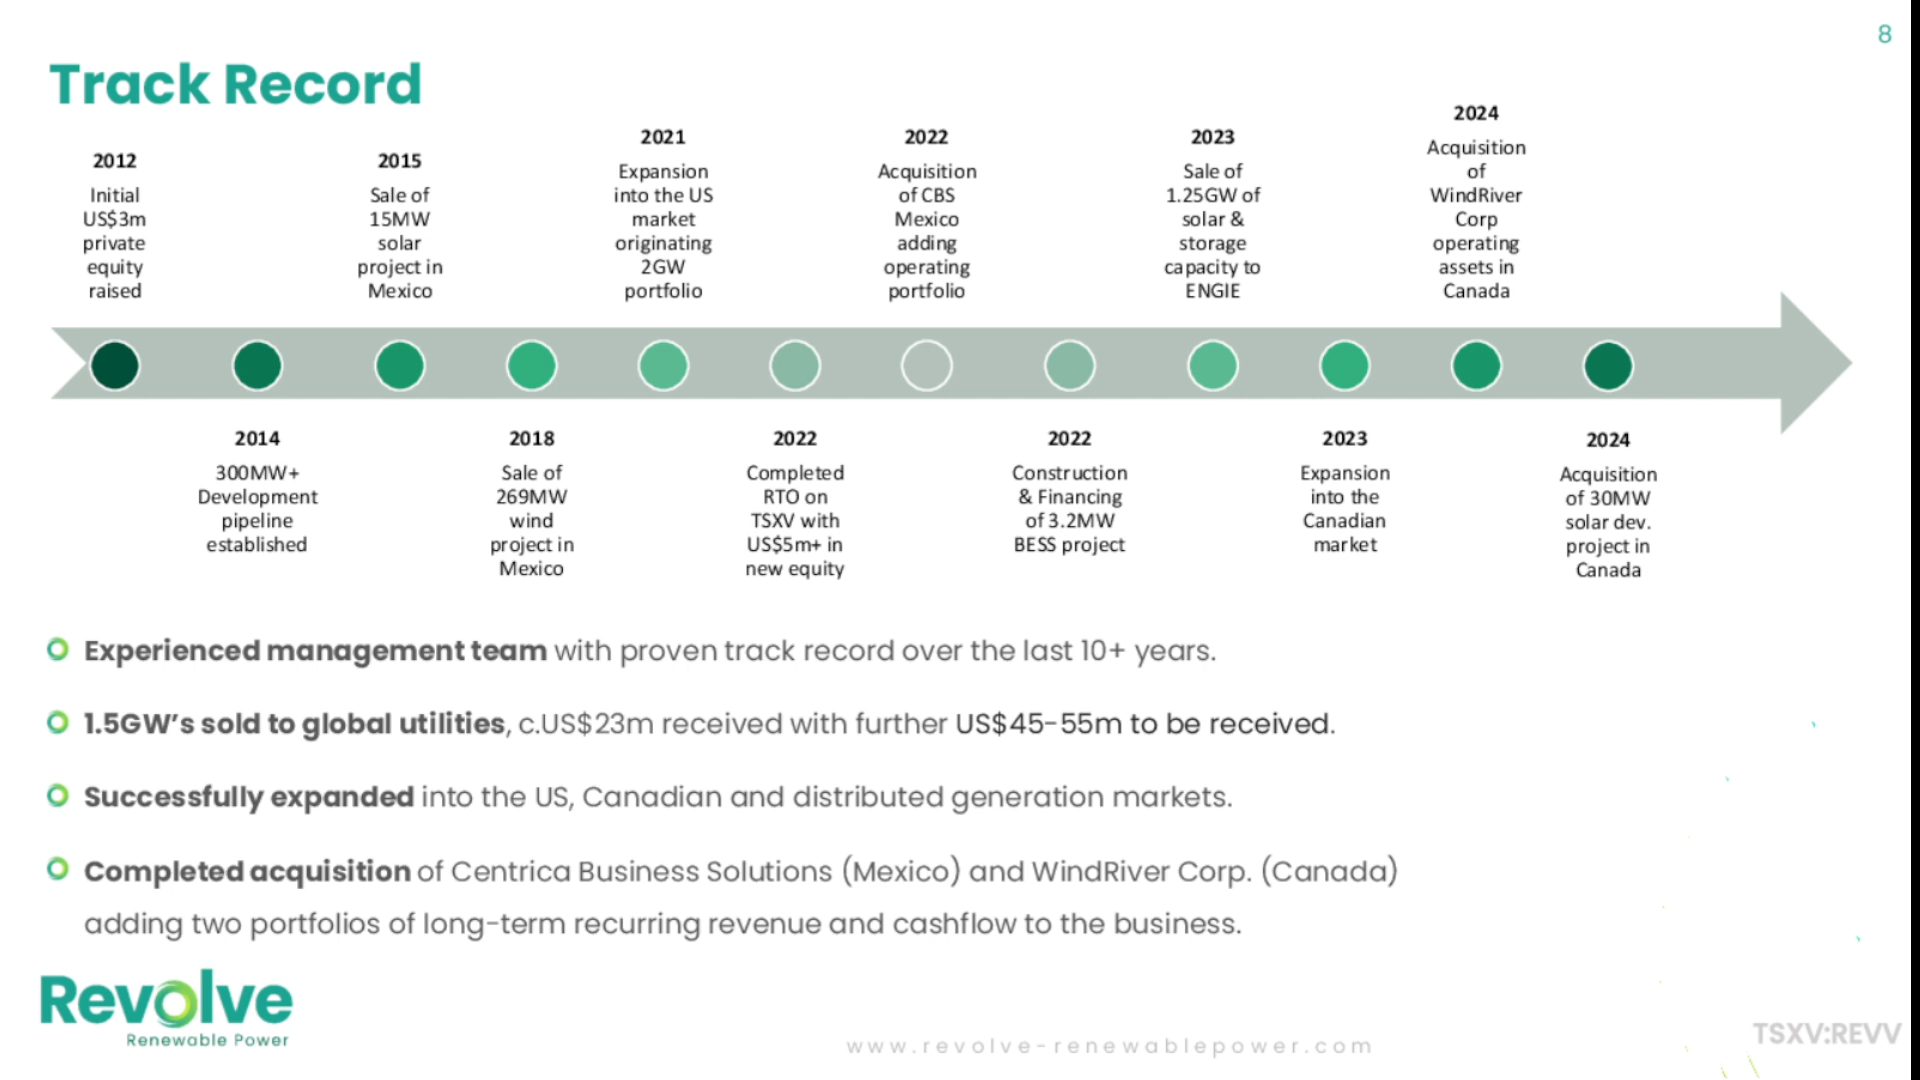 8
Track Record
2012
Initial
US$3m
private
equity
raised
2014
300MW+
Development
pipeline
established
2015
Sale of
15MW
solar
project in
Mexico
2018
Sale of
269MW
wind
project in
Mexico
2021
Expansion
into the US
market
originating
2GW
portfolio
2022
Completed
RTO on
TSXV with
US$5m+ in
new equity
2022
Acquisition
of CBS
Mexico
adding
operating
portfolio
2022
Construction
& Financing
of 3.2MW
BESS project
2023
Sale of
1.25GW of
solar &
storage
capacity to
ENGIE
2023
Expansion
into the
Canadian
market
2024
Acquisition
of
WindRiver
Corp
operating
assets in
Canada
2024
Acquisition
of 30MW
solar dev.
project in
Canada
Experienced management team with proven track record over the last 10+ years.
1.5GW’s sold to global utilities, c.US$23m received with further US$45-55m to be received.
Successfully expanded into the US, Canadian and distributed generation markets.
Completed acquisition of Centrica Business Solutions (Mexico) and WindRiver Corp. (Canada)
adding two portfolios of long-term recurring revenue and cashflow to the business.
Revolve
Renewable Power
www.revolve-renewablepower.com
TSXV:REVV